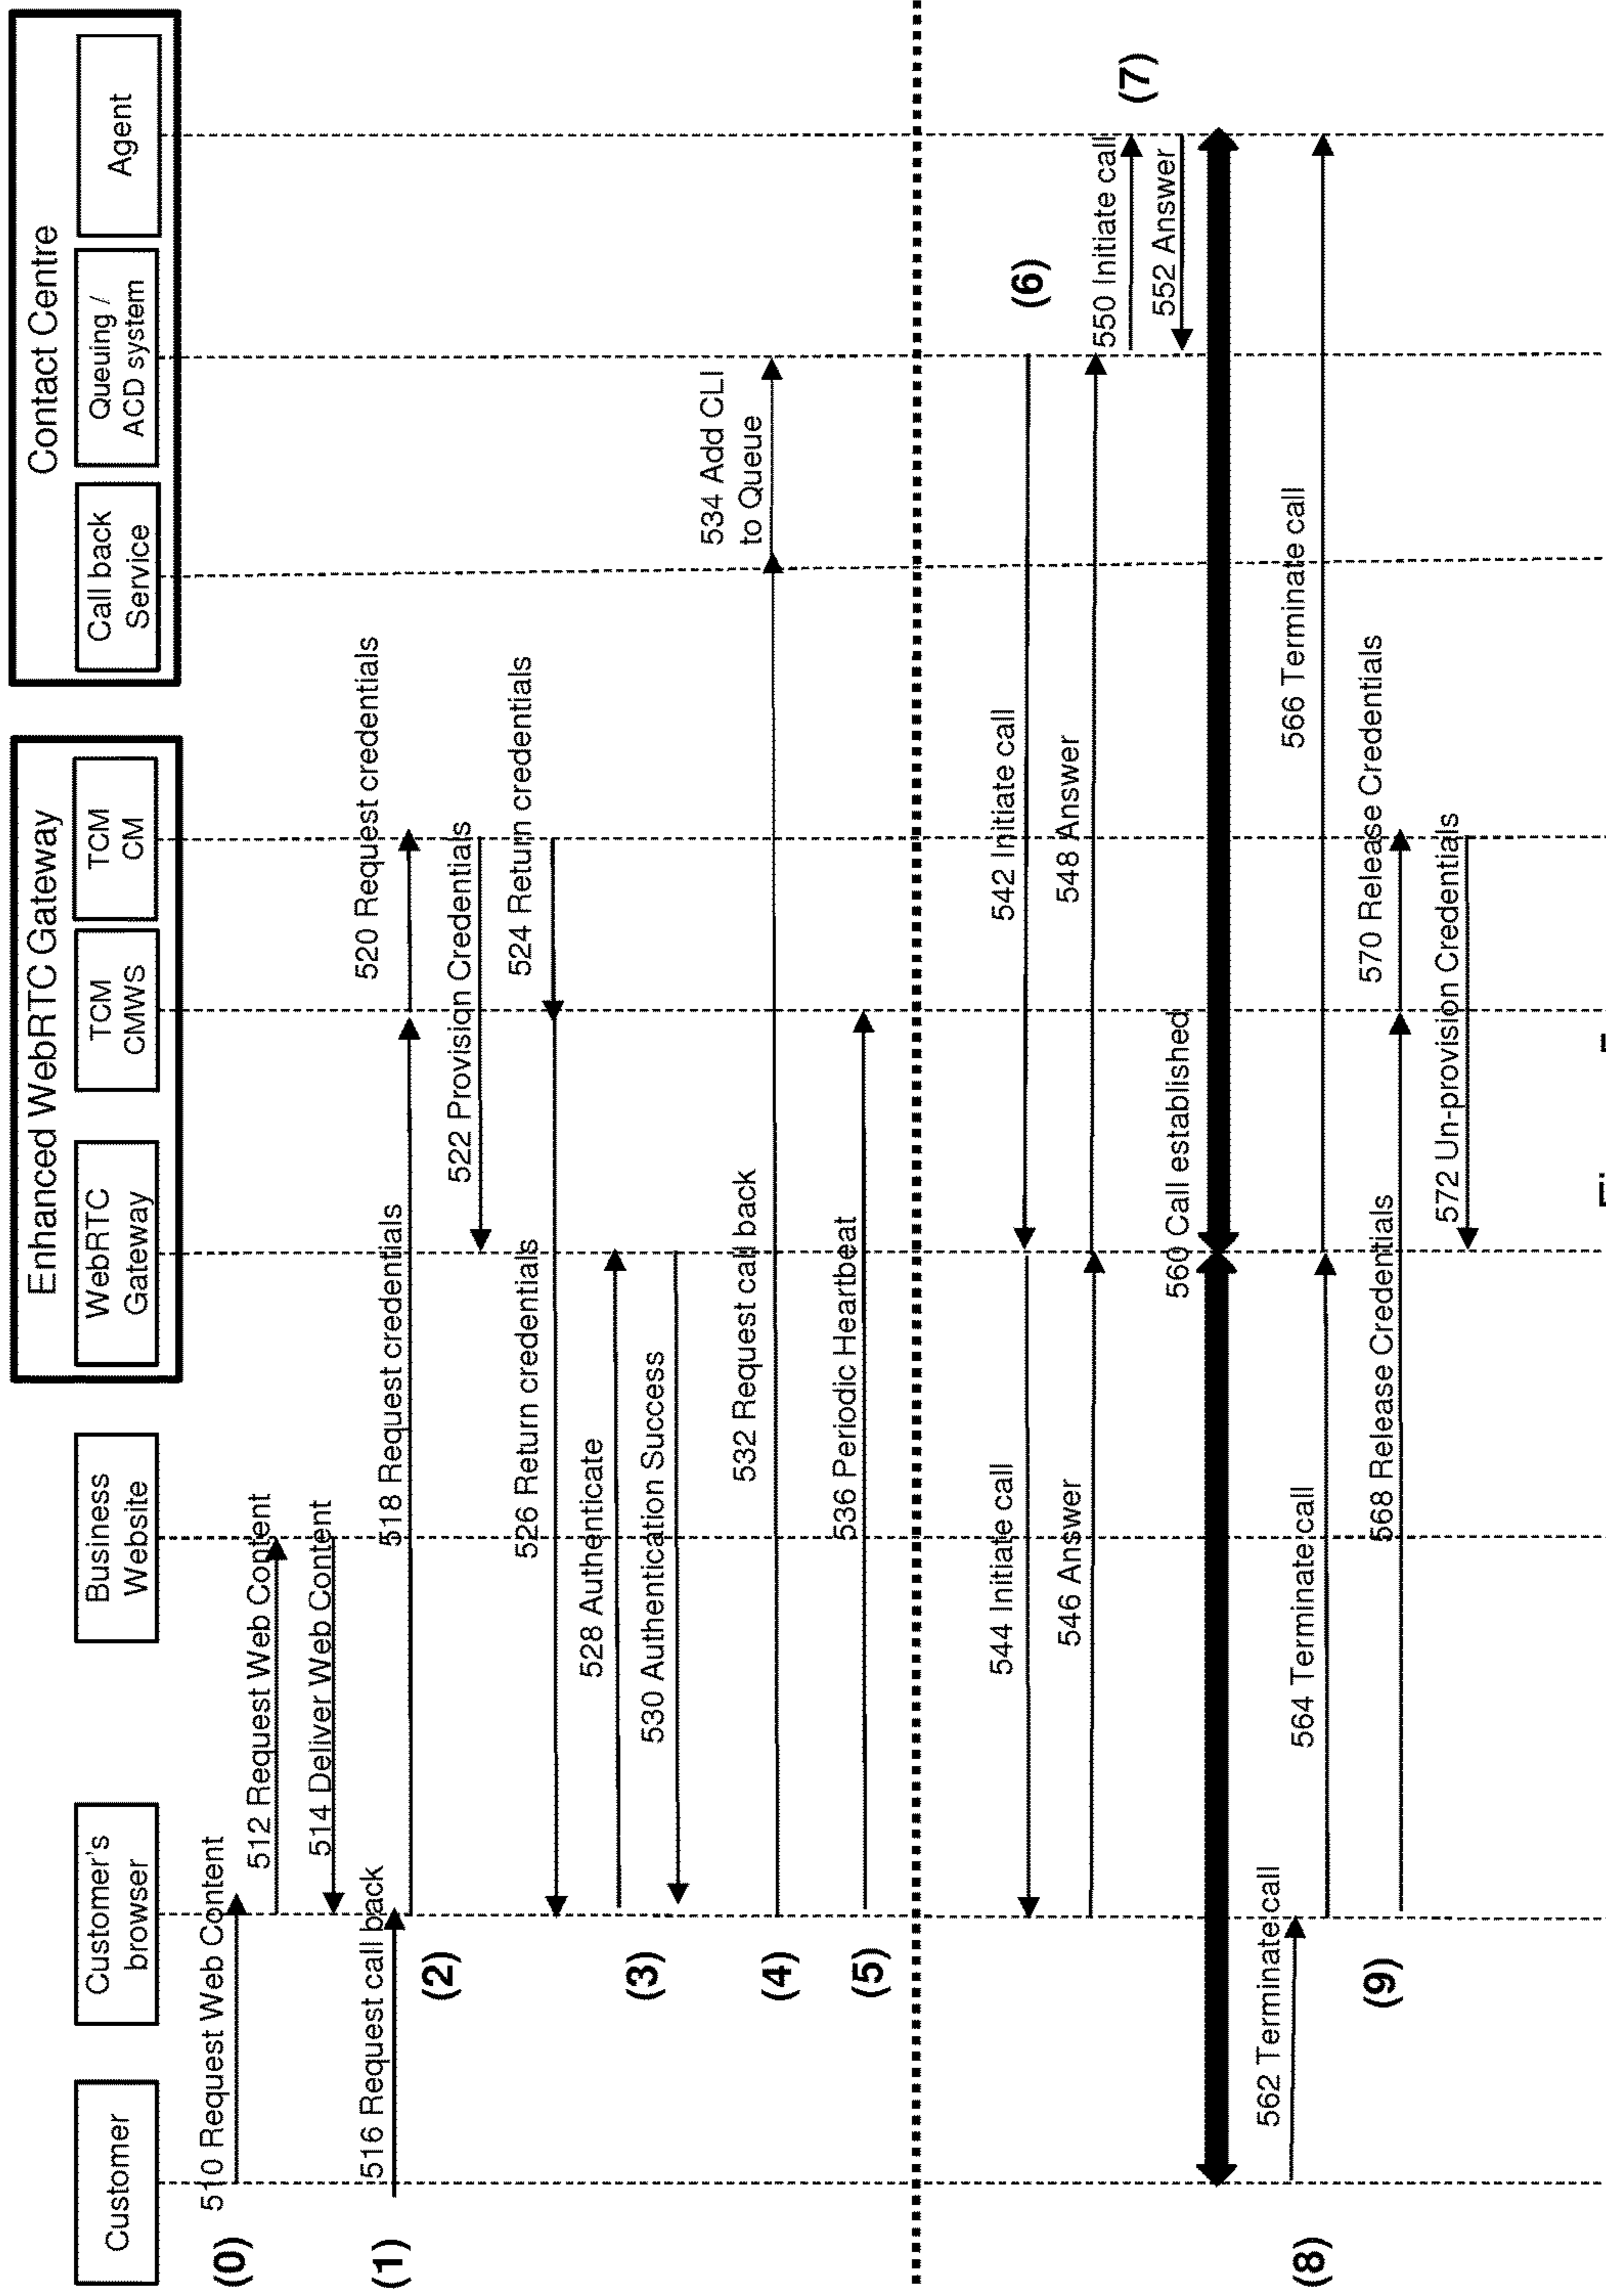 Enhanced WebRTC Gateway
Contact Centre
Customer
Customer's
browser
Business
Website
WebRTC
Gateway
TCM
CMWS
TCM
CM
Call back
Service
Queuing /
ACD system
Agent
(0)
510 Request Web Content
512 Request Web Content
514 Deliver Web Content
(1)
516 Request call back
(2)
518 Request credentials
520 Request credentials
522 Provision Credentials
524 Return credentials
526 Return credentials
(3)
528 Authenticate
530 Authentication Success
(4)
532 Request call back
534 Add CLI
to Queue
(5)
536 Periodic Heartbeat
(6)
542 Initiate call
544 Initiate call
546 Answer
548 Answer
550 Initiate call
(7)
552 Answer
560 Call established
(8)
562 Terminate call
564 Terminate call
566 Terminate call
(9)
568 Release Credentials
570 Release Credentials
572 Un-provision Credentials